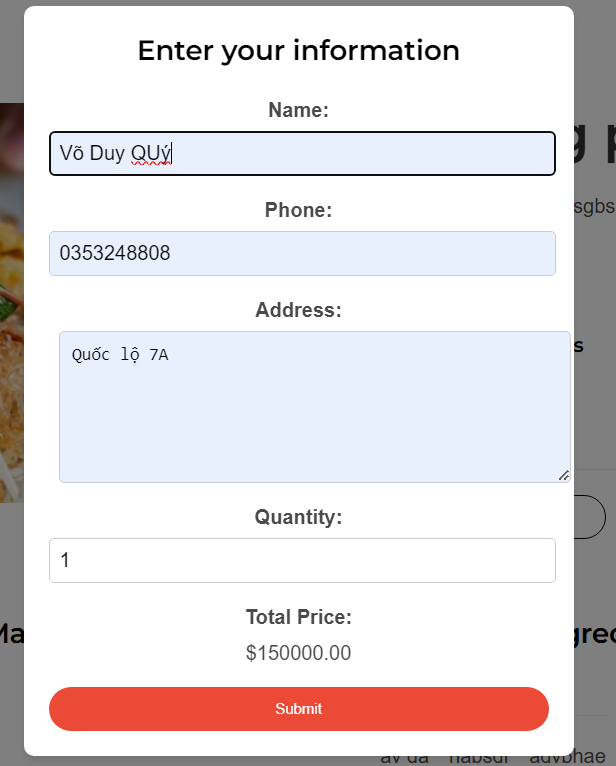 Enter your information
Name:
Võ Duy QUý
Phone:
0353248808
sgbs
Address:
Quốc lộ 7A
s
Quantity:
1
Total Price:
$150000.00
Submit